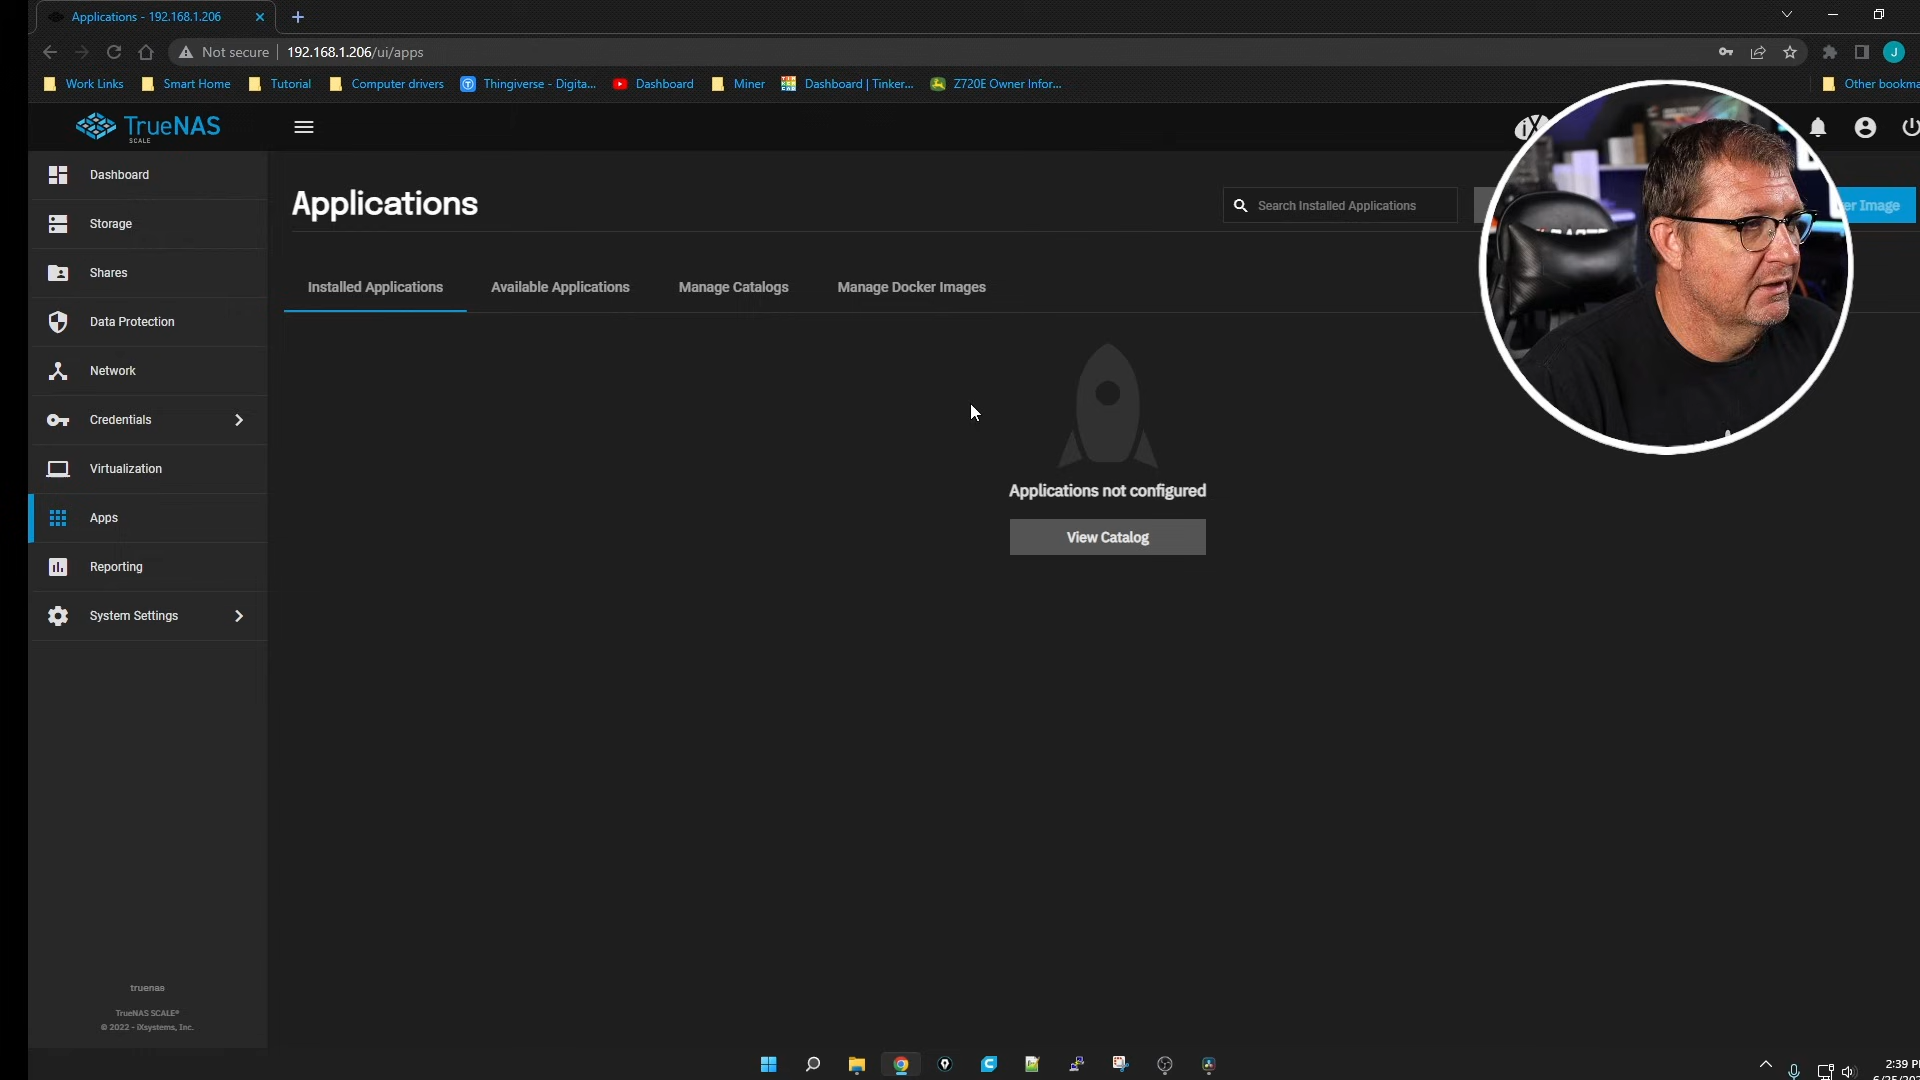 Applications - 192.168.1.206
Not secure
192.168.1.206/ui/apps
J
Work Links
Smart Home
Tutorial
Computer drivers
Thingiverse - Digita...
Dashboard
Miner
Dashboard | Tinker...
Z720E Owner Infor...
Other bookma
TrueNAS
SCALE
iX
Dashboard
Storage
Shares
Data Protection
Network
Credentials
Virtualization
Apps
Reporting
System Settings
Applications
Search Installed Applications
er Image
Installed Applications
Available Applications
Manage Catalogs
Manage Docker Images
Applications not configured
View Catalog
truenas
TrueNAS SCALE®
© 2022 - iXsystems, Inc.
2:39 P